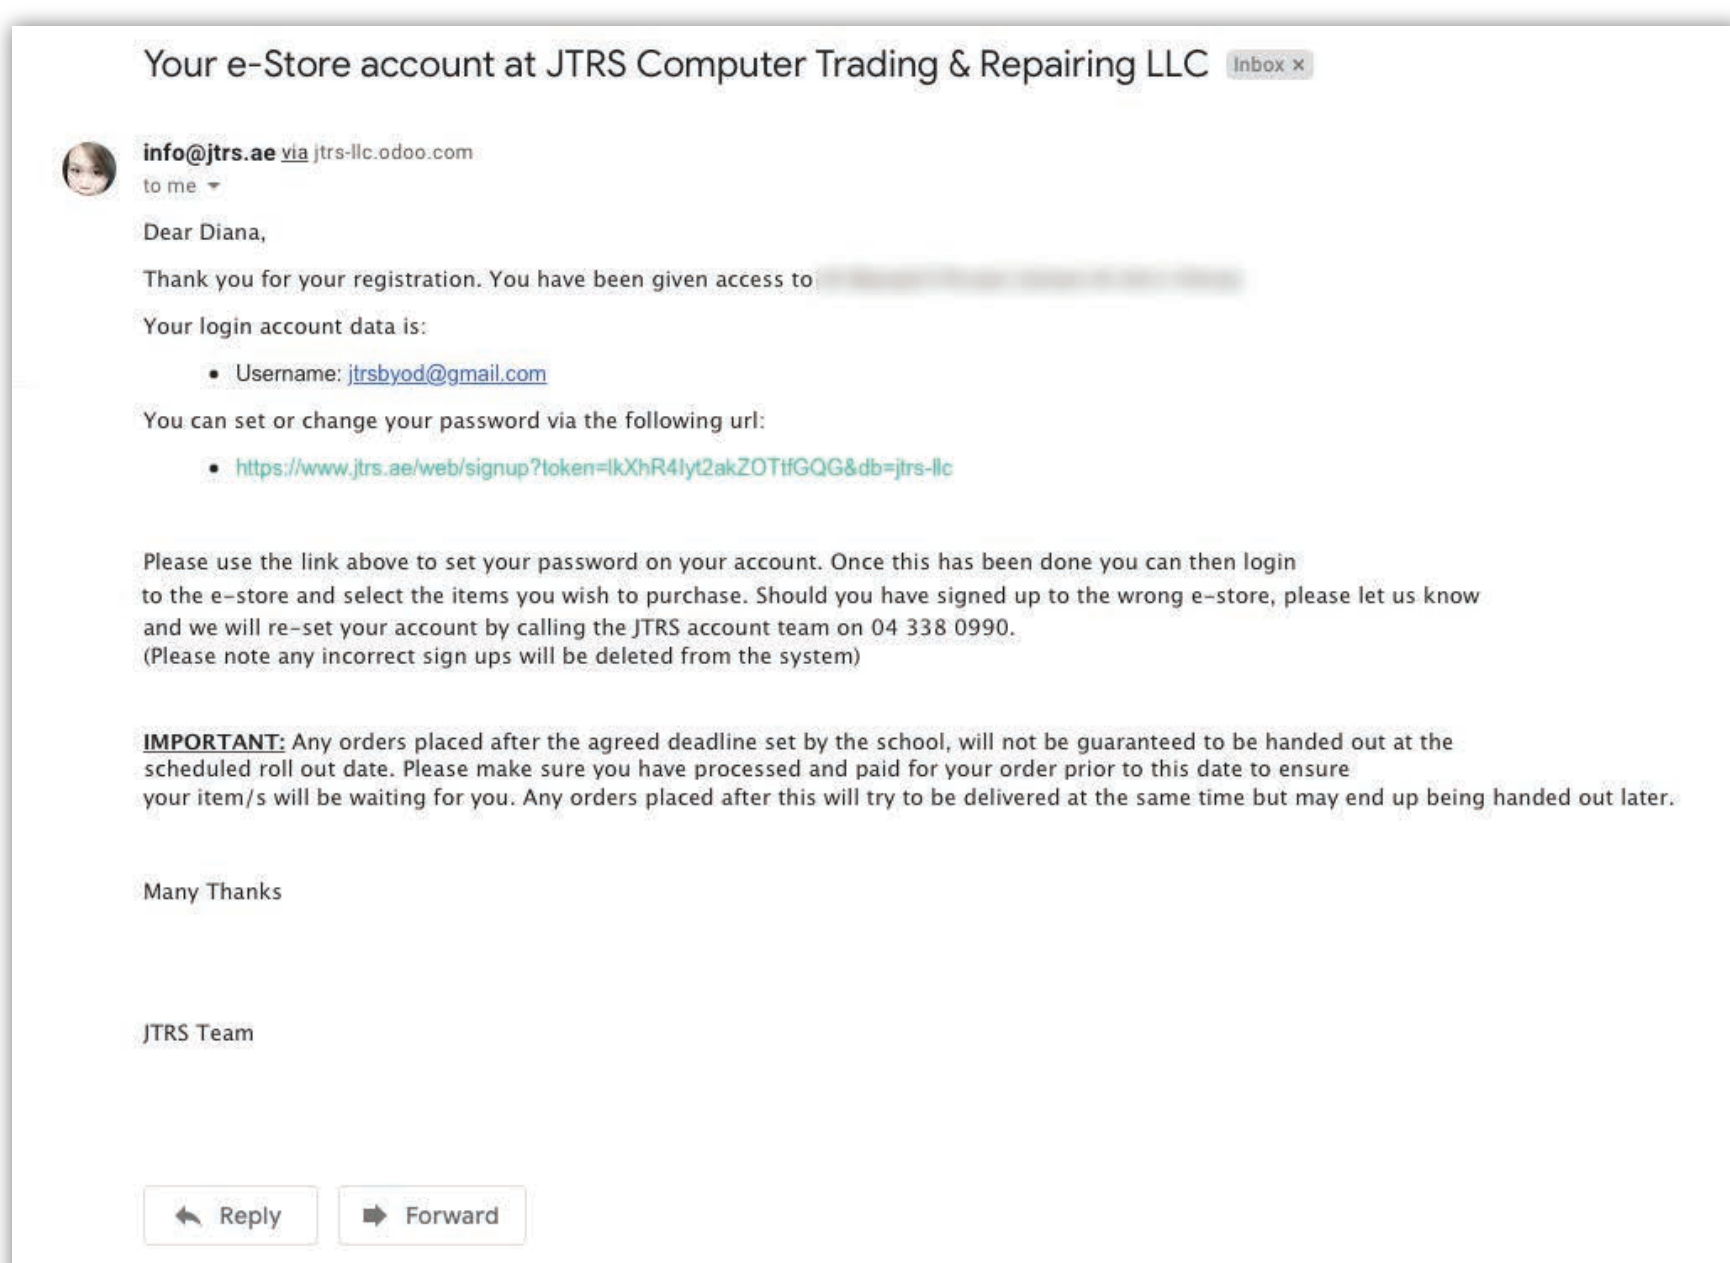 Your e-Store account at JTRS Computer Trading & Repairing LLC Inbox ×
info@jtrs.ae via jtrs-llc.odoo.com
to me
Dear Diana,
Thank you for your registration. You have been given access to
Your login account data is:
• Username: jtrsbyod@gmail.com
You can set or change your password via the following url:
• https://www.jtrs.ae/web/signup?token=lkXhR4Iyt2akZOTtfGQG&db=jtrs-llc
Please use the link above to set your password on your account. Once this has been done you can then login
to the e-store and select the items you wish to purchase. Should you have signed up to the wrong e-store, please let us know
and we will re-set your account by calling the JTRS account team on 04 338 0990.
(Please note any incorrect sign ups will be deleted from the system)
IMPORTANT: Any orders placed after the agreed deadline set by the school, will not be guaranteed to be handed out at the
scheduled roll out date. Please make sure you have processed and paid for your order prior to this date to ensure
your item/s will be waiting for you. Any orders placed after this will try to be delivered at the same time but may end up being handed out later.
Many Thanks
JTRS Team
Reply
Forward